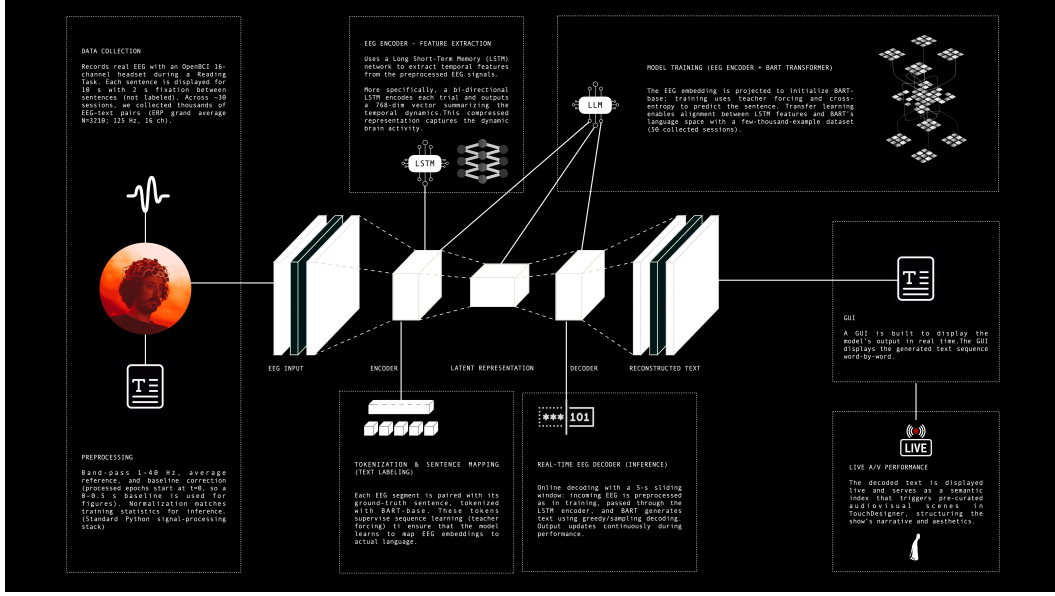 DATA COLLECTION
Records real EEG with an OpenBCI 16-
channel headset during a Reading
Task. Each sentence is displayed for
10 s with 2 s fixation between
sentences (not labeled). Across ~30
sessions, we collected thousands of
EEG-text pairs (ERP grand average
N=3210; 125 Hz, 16 ch).
PREPROCESSING
Band-pass 1-40 Hz, average
reference, and baseline correction
(processed epochs start at t=0, so a
0-0.5 s baseline is used for
figures). Normalization matches
training statistics for inference.
(Standard Python signal-processing
stack)
EEG ENCODER - FEATURE EXTRACTION
Uses a Long Short-Term Memory (LSTM)
network to extract temporal features
from the preprocessed EEG signals.
More specifically, a bi-directional
LSTM encodes each trial and outputs
a 768-dim vector summarizing the
temporal dynamics.This compressed
representation captures the dynamic
brain activity.
LSTM
LLM
MODEL TRAINING (EEG ENCODER + BART TRANSFORMER)
The EEG embedding is projected to initialize BART-
base; training uses teacher forcing and cross-
entropy to predict the sentence. Transfer learning
enables alignment between LSTM features and BART's
language space with a few-thousand-example dataset
(50 collected sessions).
EEG INPUT
ENCODER
LATENT REPRESENTATION
DECODER
RECONSTRUCTED TEXT
TOKENIZATION & SENTENCE MAPPING
(TEXT LABELING)
Each EEG segment is paired with its
ground-truth sentence, tokenized
with BART-base. These tokens
supervise sequence learning (teacher
forcing) ti ensure that the model
learns to map EEG embeddings to
actual language.
*** 101
REAL-TIME EEG DECODER (INFERENCE)
Online decoding with a 5-s sliding
window: incoming EEG is preprocessed
as in training, passed through the
LSTM encoder, and BART generates
text using greedy/sampling decoding.
Output updates continuously during
performance.
T
T
GUI
A GUI is built to display the
model's output in real time.The GUI
displays the generated text sequence
word-by-word.
LIVE
LIVE A/V PERFORMANCE
The decoded text is displayed
live and serves as a semantic
index that triggers pre-curated
audiovisual scenes in
TouchDesigner, structuring the
show's narrative and aesthetics.